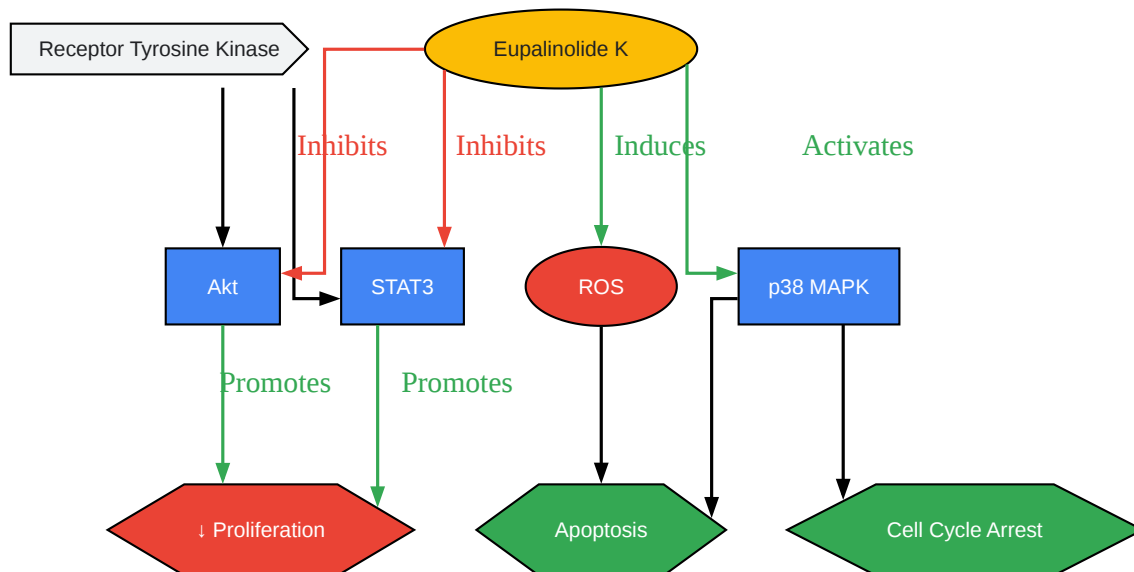 Receptor Tyrosine Kinase
Eupalinolide K
Inhibits
Inhibits
Induces
Activates
Akt
STAT3
ROS
p38 MAPK
Promotes
Promotes
↓ Proliferation
Apoptosis
Cell Cycle Arrest